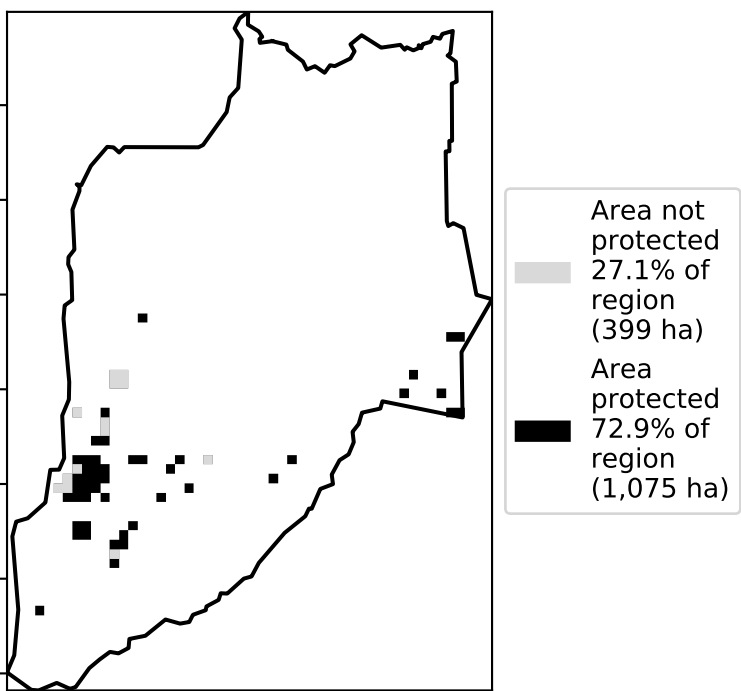 Area not
protected
27.1% of
region
(399 ha)
Area
protected
72.9% of
region
(1,075 ha)